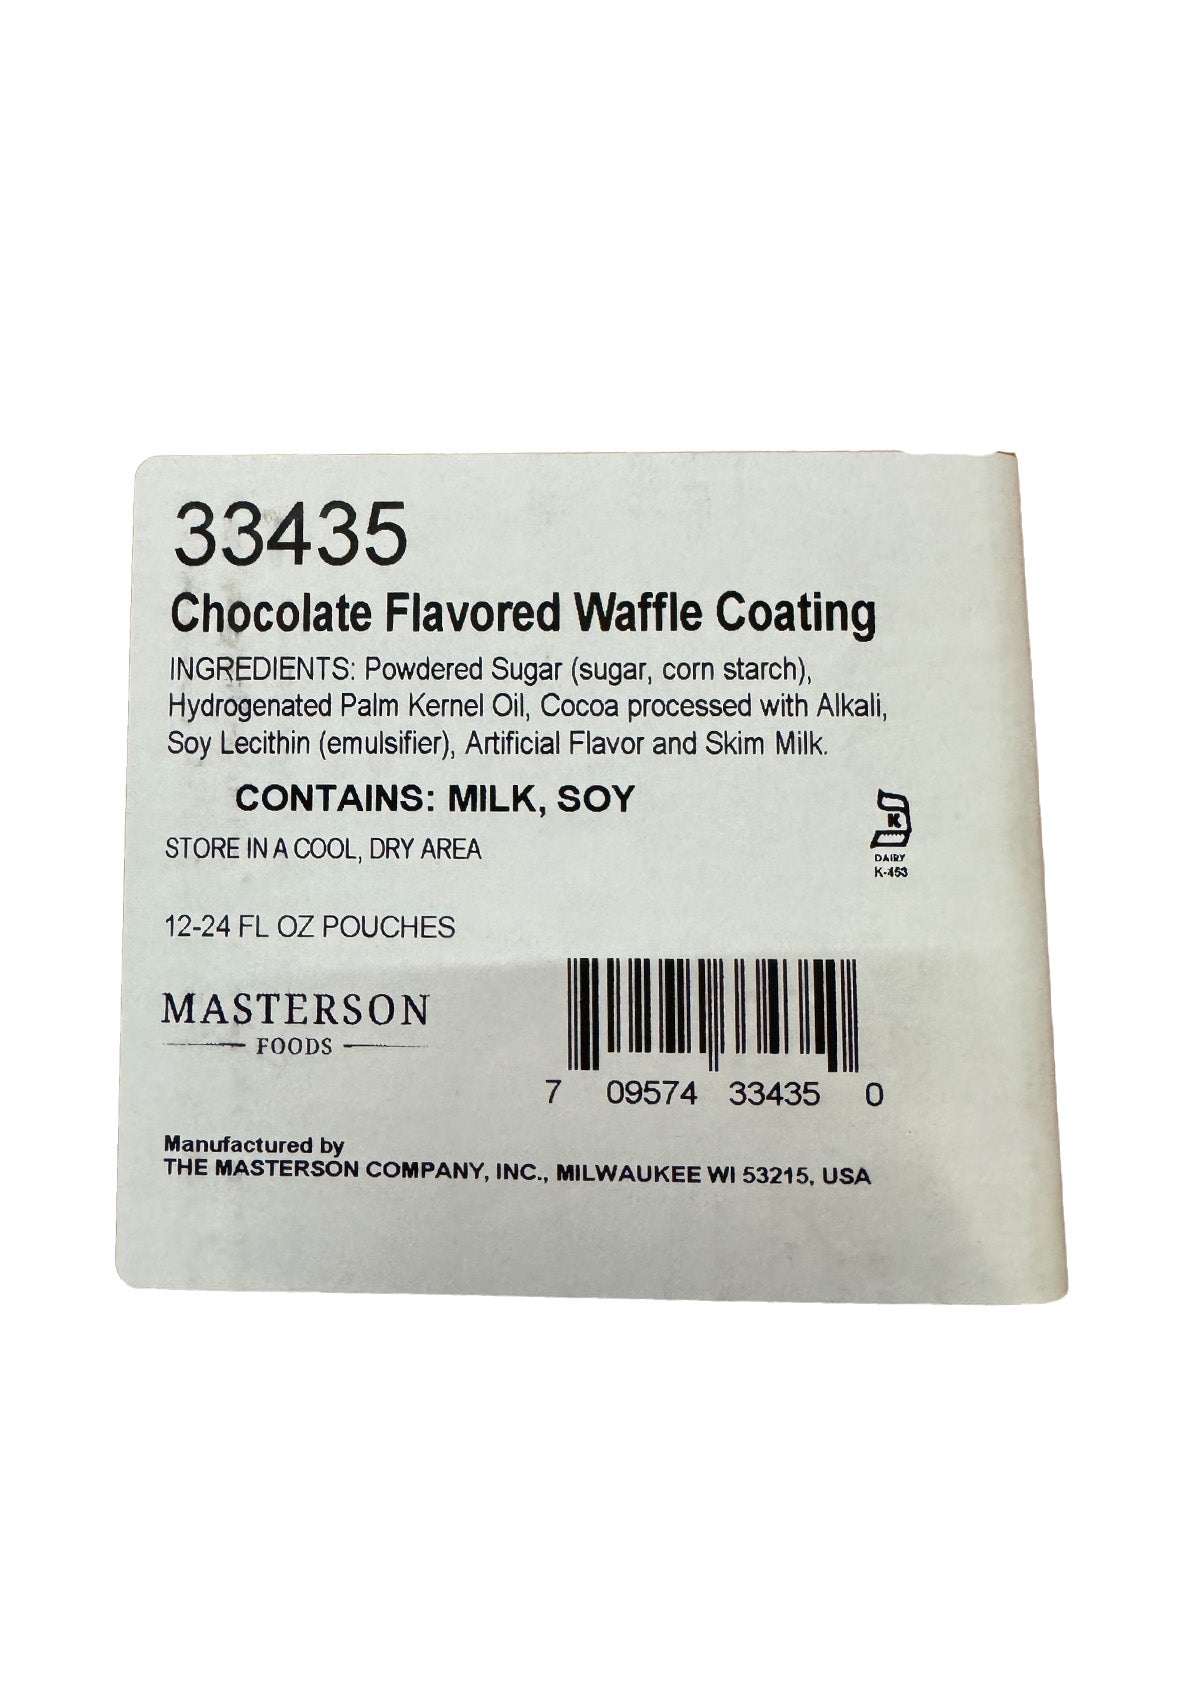 33435
Chocolate Flavored Waffle Coating
INGREDIENTS: Powdered Sugar (sugar, corn starch),
Hydrogenated Palm Kernel Oil, Cocoa processed with Alkali,
Soy Lecithin (emulsifier), Artificial Flavor and Skim Milk.
CONTAINS: MILK, SOY
STORE IN A COOL, DRY AREA
K
DAIRY
K-453
12-24 FL OZ POUCHES
MASTERSON
FOODS
7 09574 33435 0
Manufactured by
THE MASTERSON COMPANY, INC., MILWAUKEE WI 53215, USA